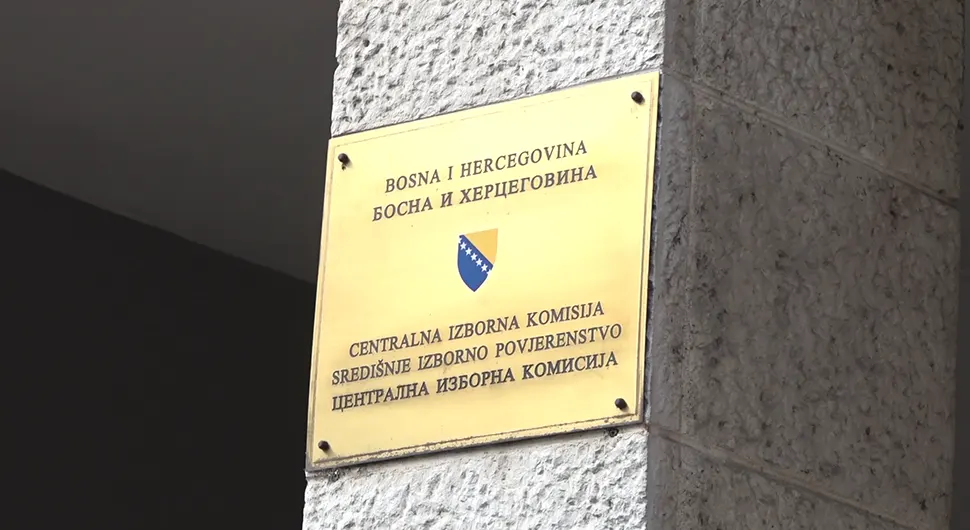 BOSNA I HERCEGOVINA
БОСНА И ХЕРЦЕГОВИНА
CENTRALNA IZBORNA KOMISIJA
SREDIŠNJE IZBORNO POVJERENSTVO
ЦЕНТРАЛНА ИЗБОРНА КОМИСИЈА